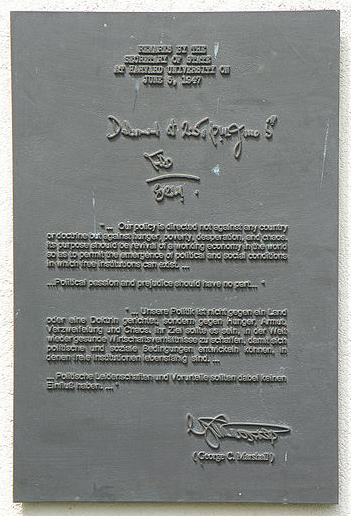 REMARKS BY THE
SECRETARY OF STATE
AT HARVARD UNIVERSITY ON
JUNE 5, 1947
"... Our policy is directed not against any country
or doctrine but against hunger, poverty, desperation, and chaos.
Its purpose should be revival of a working economy in the world
so as to permit the emergence of political and social conditions
in which free institutions can exist. ...
...Political passion and prejudice should have no part... "
"... Unsere Politik ist nicht gegen ein Land
oder eine Doktrin gerichtet, sondern gegen Hunger, Armut,
Verzweiflung und Chaos. Ihr Ziel sollte es sein, in der Welt
wieder gesunde Wirtschaftsverhältnisse zu schaffen, damit sich
politische und soziale Bedingungen entwickeln können, in
denen freie Institutionen lebensfähig sind. ...
...Politische Leidenschaften und Vorurteile sollten dabei keinen
Einfluß haben. ... "
( George C. Marshall )